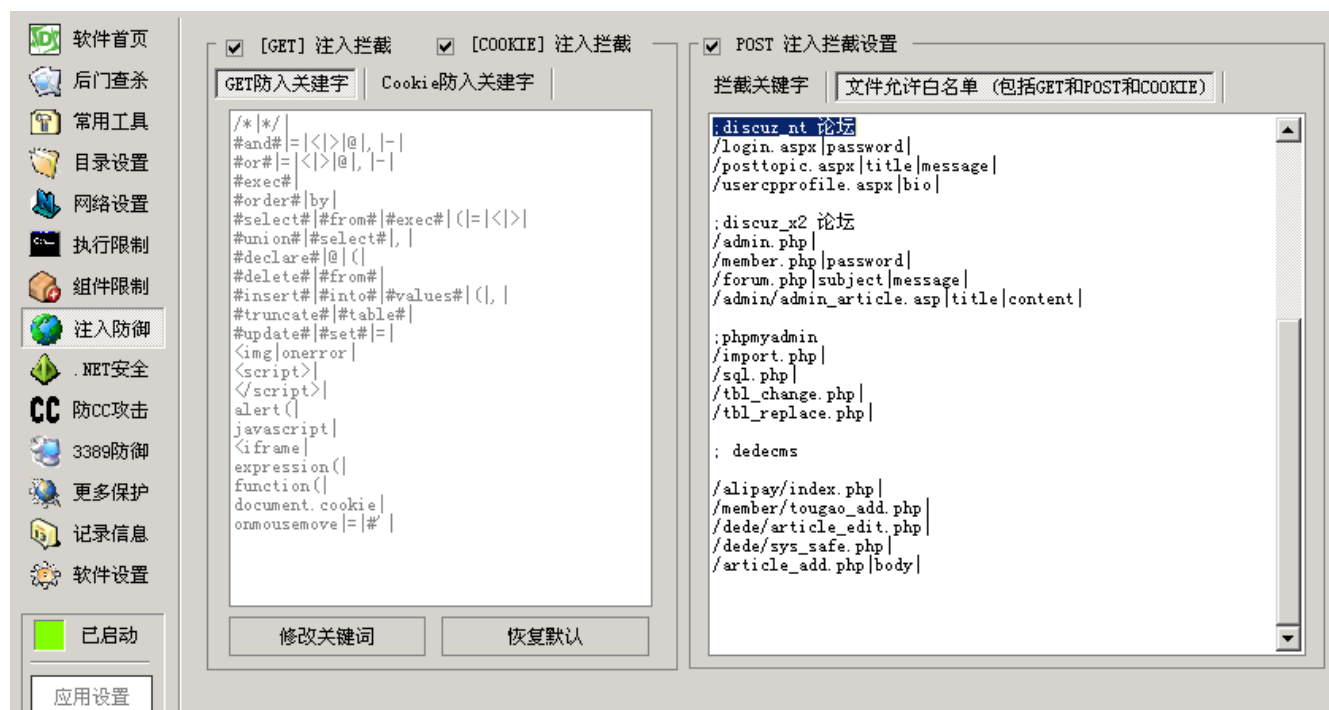 软件首页
后门查杀
常用工具
目录设置
网络设置
执行限制
组件限制
注入防御
.NET安全
CC 防CC攻击
3389防御
更多保护
记录信息
软件设置
已启动
应用设置
[GET] 注入拦截
[COOKIE] 注入拦截
GET防入关建字
Cookie防入关建字
/*|*/|
#and#|=|<|>|@|,|-|
#or#|=|<|>|@|,|-|
#exec#|
#order#|by|
#select#|#from#|#exec#|(|=|<|>|
#union#|#select#|,|
#declare#|@|(|
#delete#|#from#|
#insert#|#into#|#values#|(|,|
#truncate#|#table#|
#update#|#set#|=|
<img|onerror|
<script>|
</script>|
alert(|
javascript|
<iframe|
expression(|
function(|
document.cookie|
onmousemove|=|#'|
修改关键词
恢复默认
POST 注入拦截设置
拦截关键字
文件允许白名单 (包括GET和POST和COOKIE)
;discuz_nt 论坛
/login.aspx|password|
/posttopic.aspx|title|message|
/usercpprofile.aspx|bio|
;discuz_x2 论坛
/admin.php|
/member.php|password|
/forum.php|subject|message|
/admin/admin_article.asp|title|content|
;phpmyadmin
/import.php|
/sql.php|
/tbl_change.php|
/tbl_replace.php|
; dedecms
/alipay/index.php|
/member/tougao_add.php|
/dede/article_edit.php|
/dede/sys_safe.php|
/article_add.php|body|